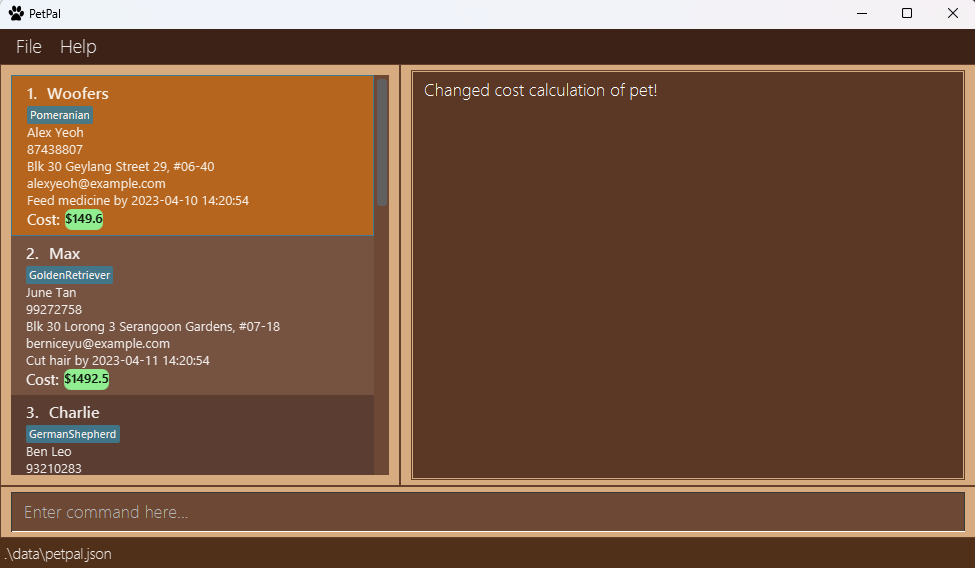 PetPal
File Help
1. Woofers
Pomeranian
Alex Yeoh
87438807
Blk 30 Geylang Street 29, #06-40
alexyeoh@example.com
Feed medicine by 2023-04-10 14:20:54
Cost: $149.6
2. Max
GoldenRetriever
June Tan
99272758
Blk 30 Lorong 3 Serangoon Gardens, #07-18
berniceyu@example.com
Cut hair by 2023-04-11 14:20:54
Cost: $1492.5
3. Charlie
GermanShepherd
Ben Leo
93210283
Changed cost calculation of pet!
Enter command here...
.\data\petpal.json